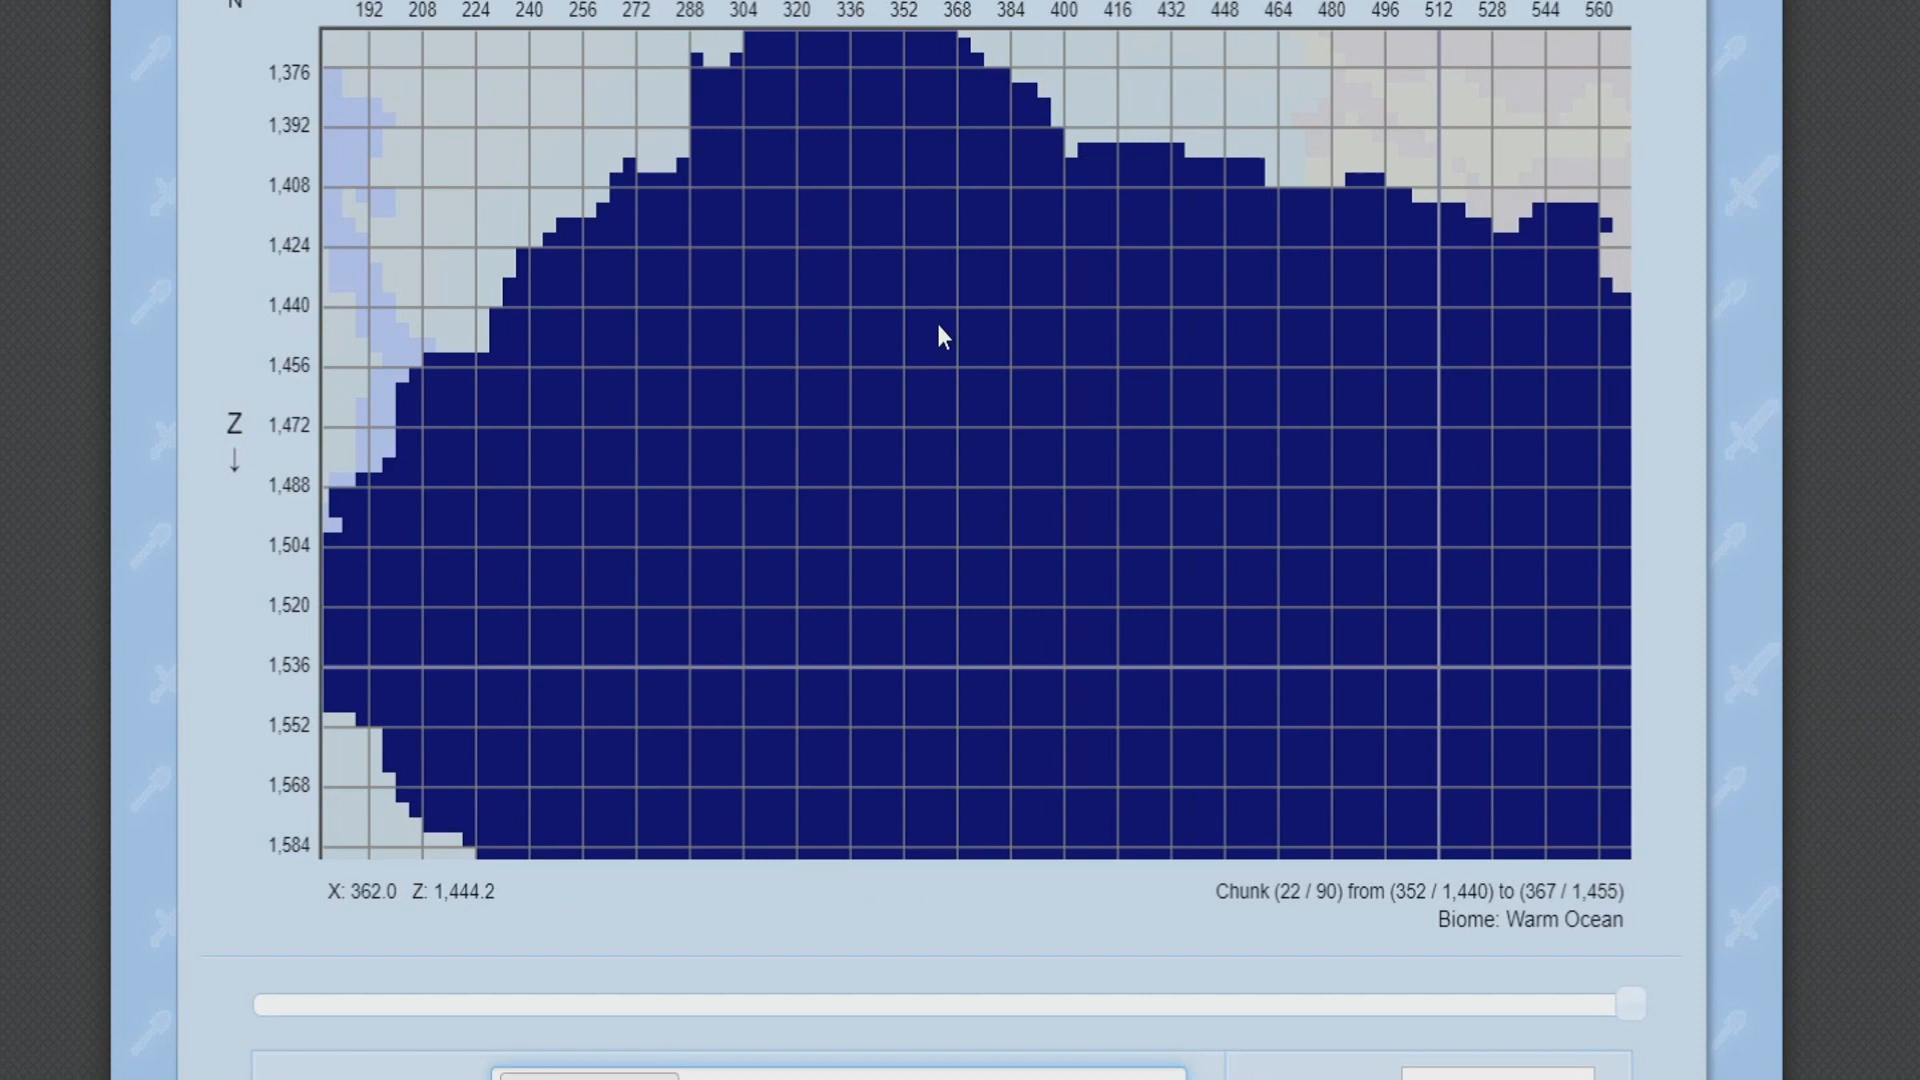 N
192 208 224 240 256 272 288 304 320 336 352 368 384 400 416 432 448 464 480 496 512 528 544 560
1,376
1,392
1,408
1,424
1,440
1,456
Z 1,472
↓
1,488
1,504
1,520
1,536
1,552
1,568
1,584
X: 362.0 Z: 1,444.2 Chunk (22 / 90) from (352 / 1,440) to (367 / 1,455)
Biome: Warm Ocean